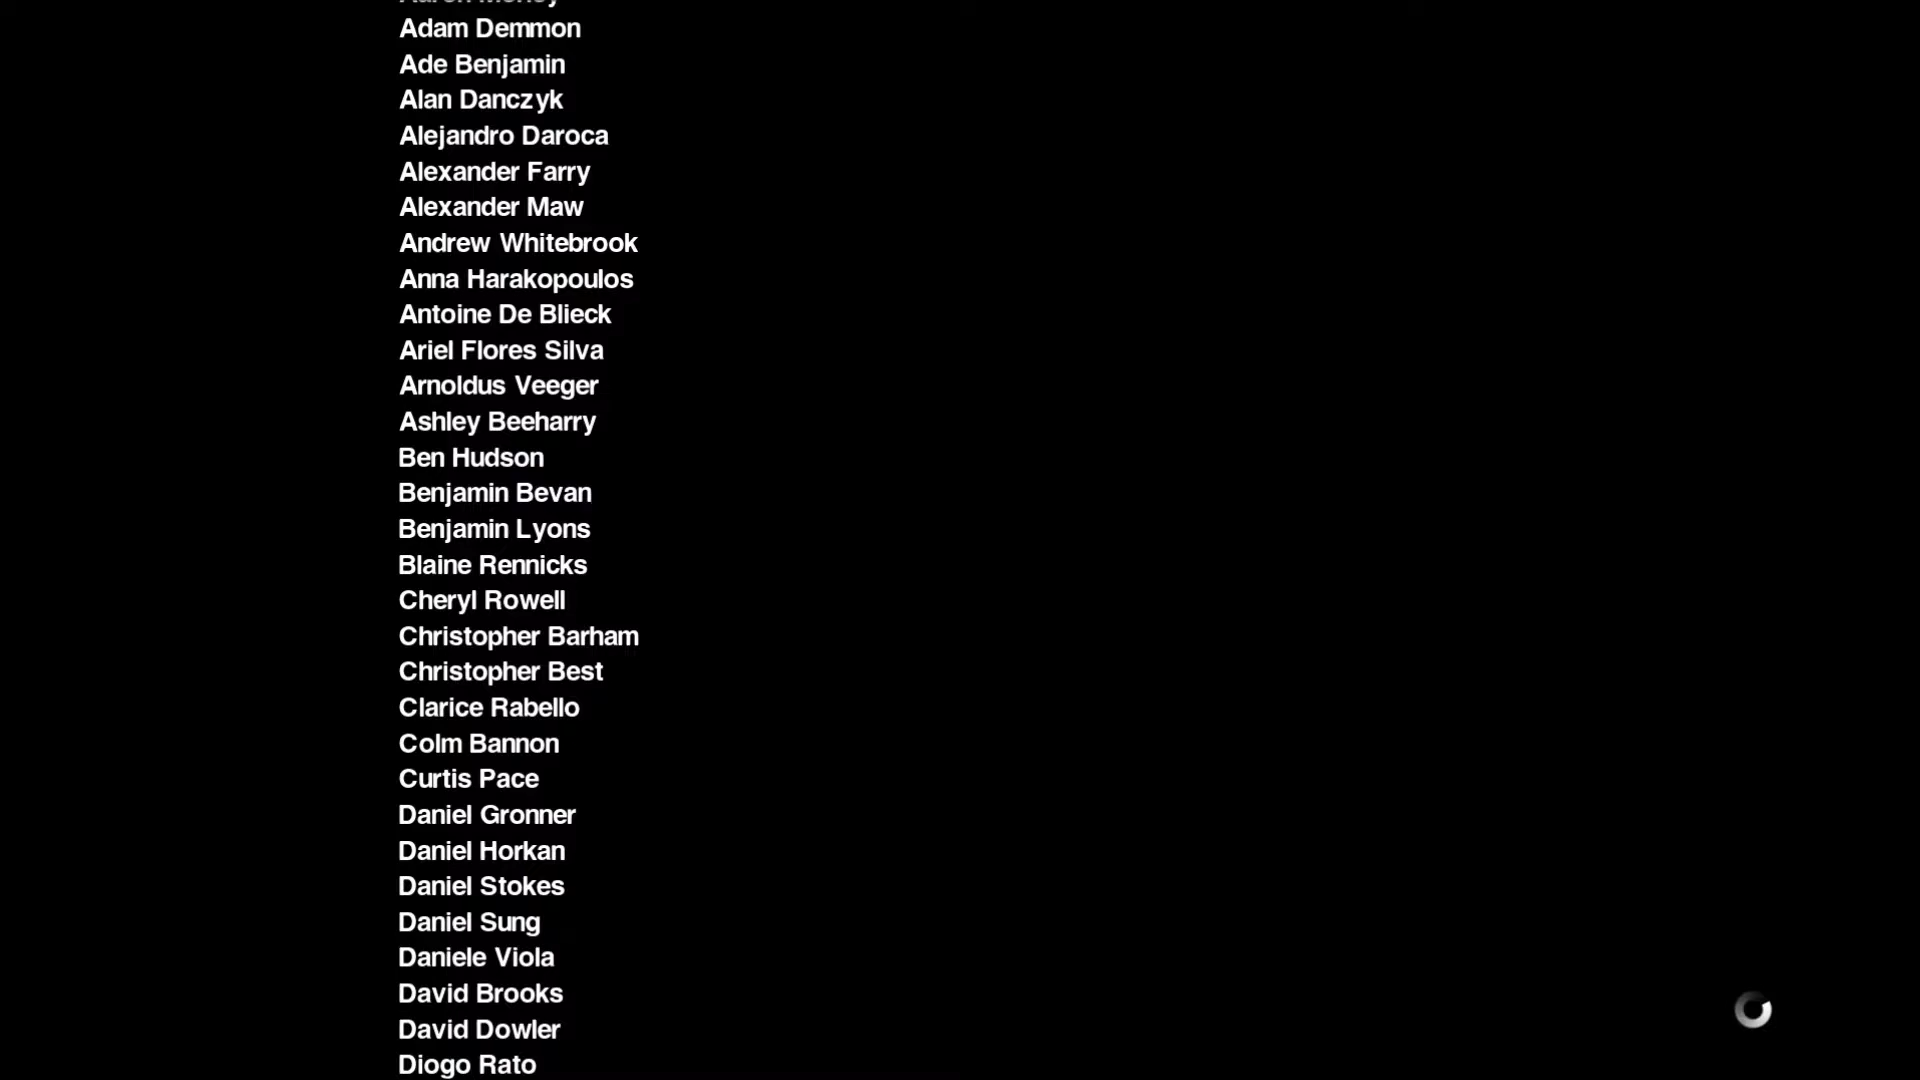 Adam Demmon
Ade Benjamin
Alan Danczyk
Alejandro Daroca
Alexander Farry
Alexander Maw
Andrew Whitebrook
Anna Harakopoulos
Antoine De Blieck
Ariel Flores Silva
Arnoldus Veeger
Ashley Beeharry
Ben Hudson
Benjamin Bevan
Benjamin Lyons
Blaine Rennicks
Cheryl Rowell
Christopher Barham
Christopher Best
Clarice Rabello
Colm Bannon
Curtis Pace
Daniel Gronner
Daniel Horkan
Daniel Stokes
Daniel Sung
Daniele Viola
David Brooks
David Dowler
Diogo Rato